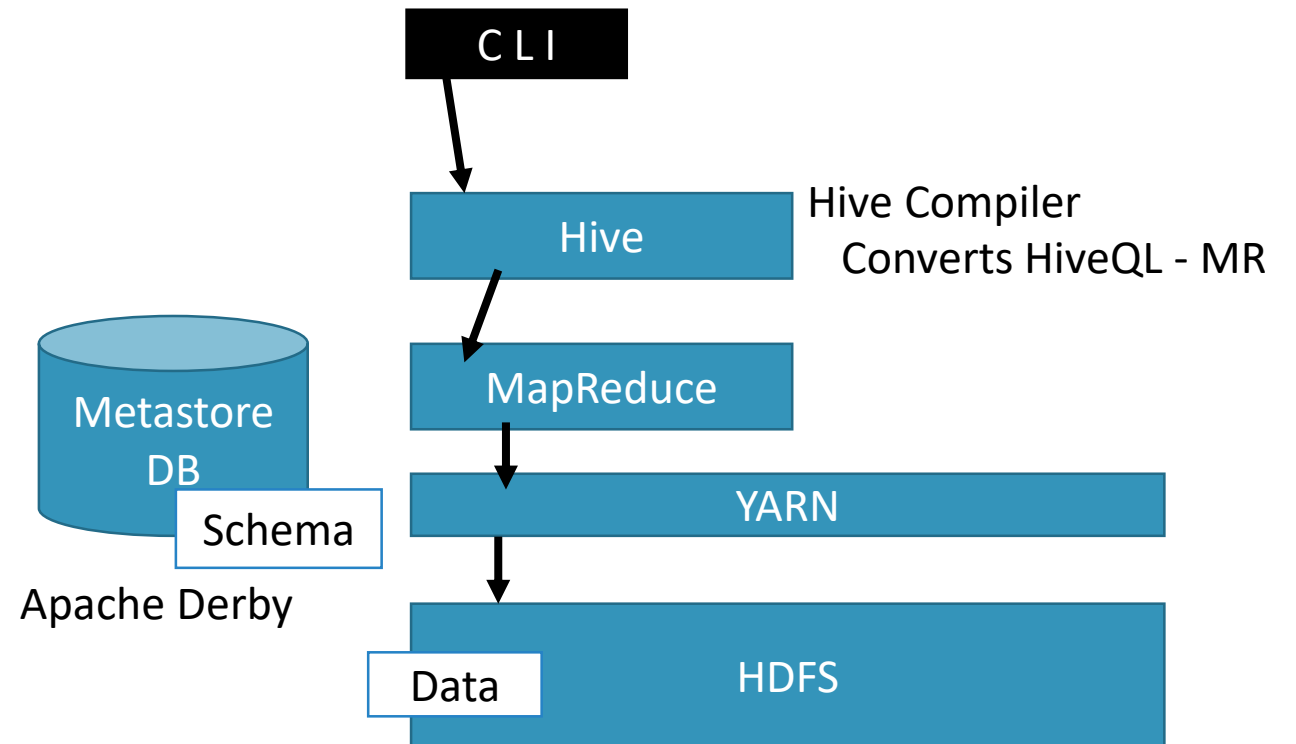 C L I
Hive
Hive Compiler
Converts HiveQL - MR
MapReduce
Metastore
DB
Schema
Apache Derby
YARN
HDFS
Data